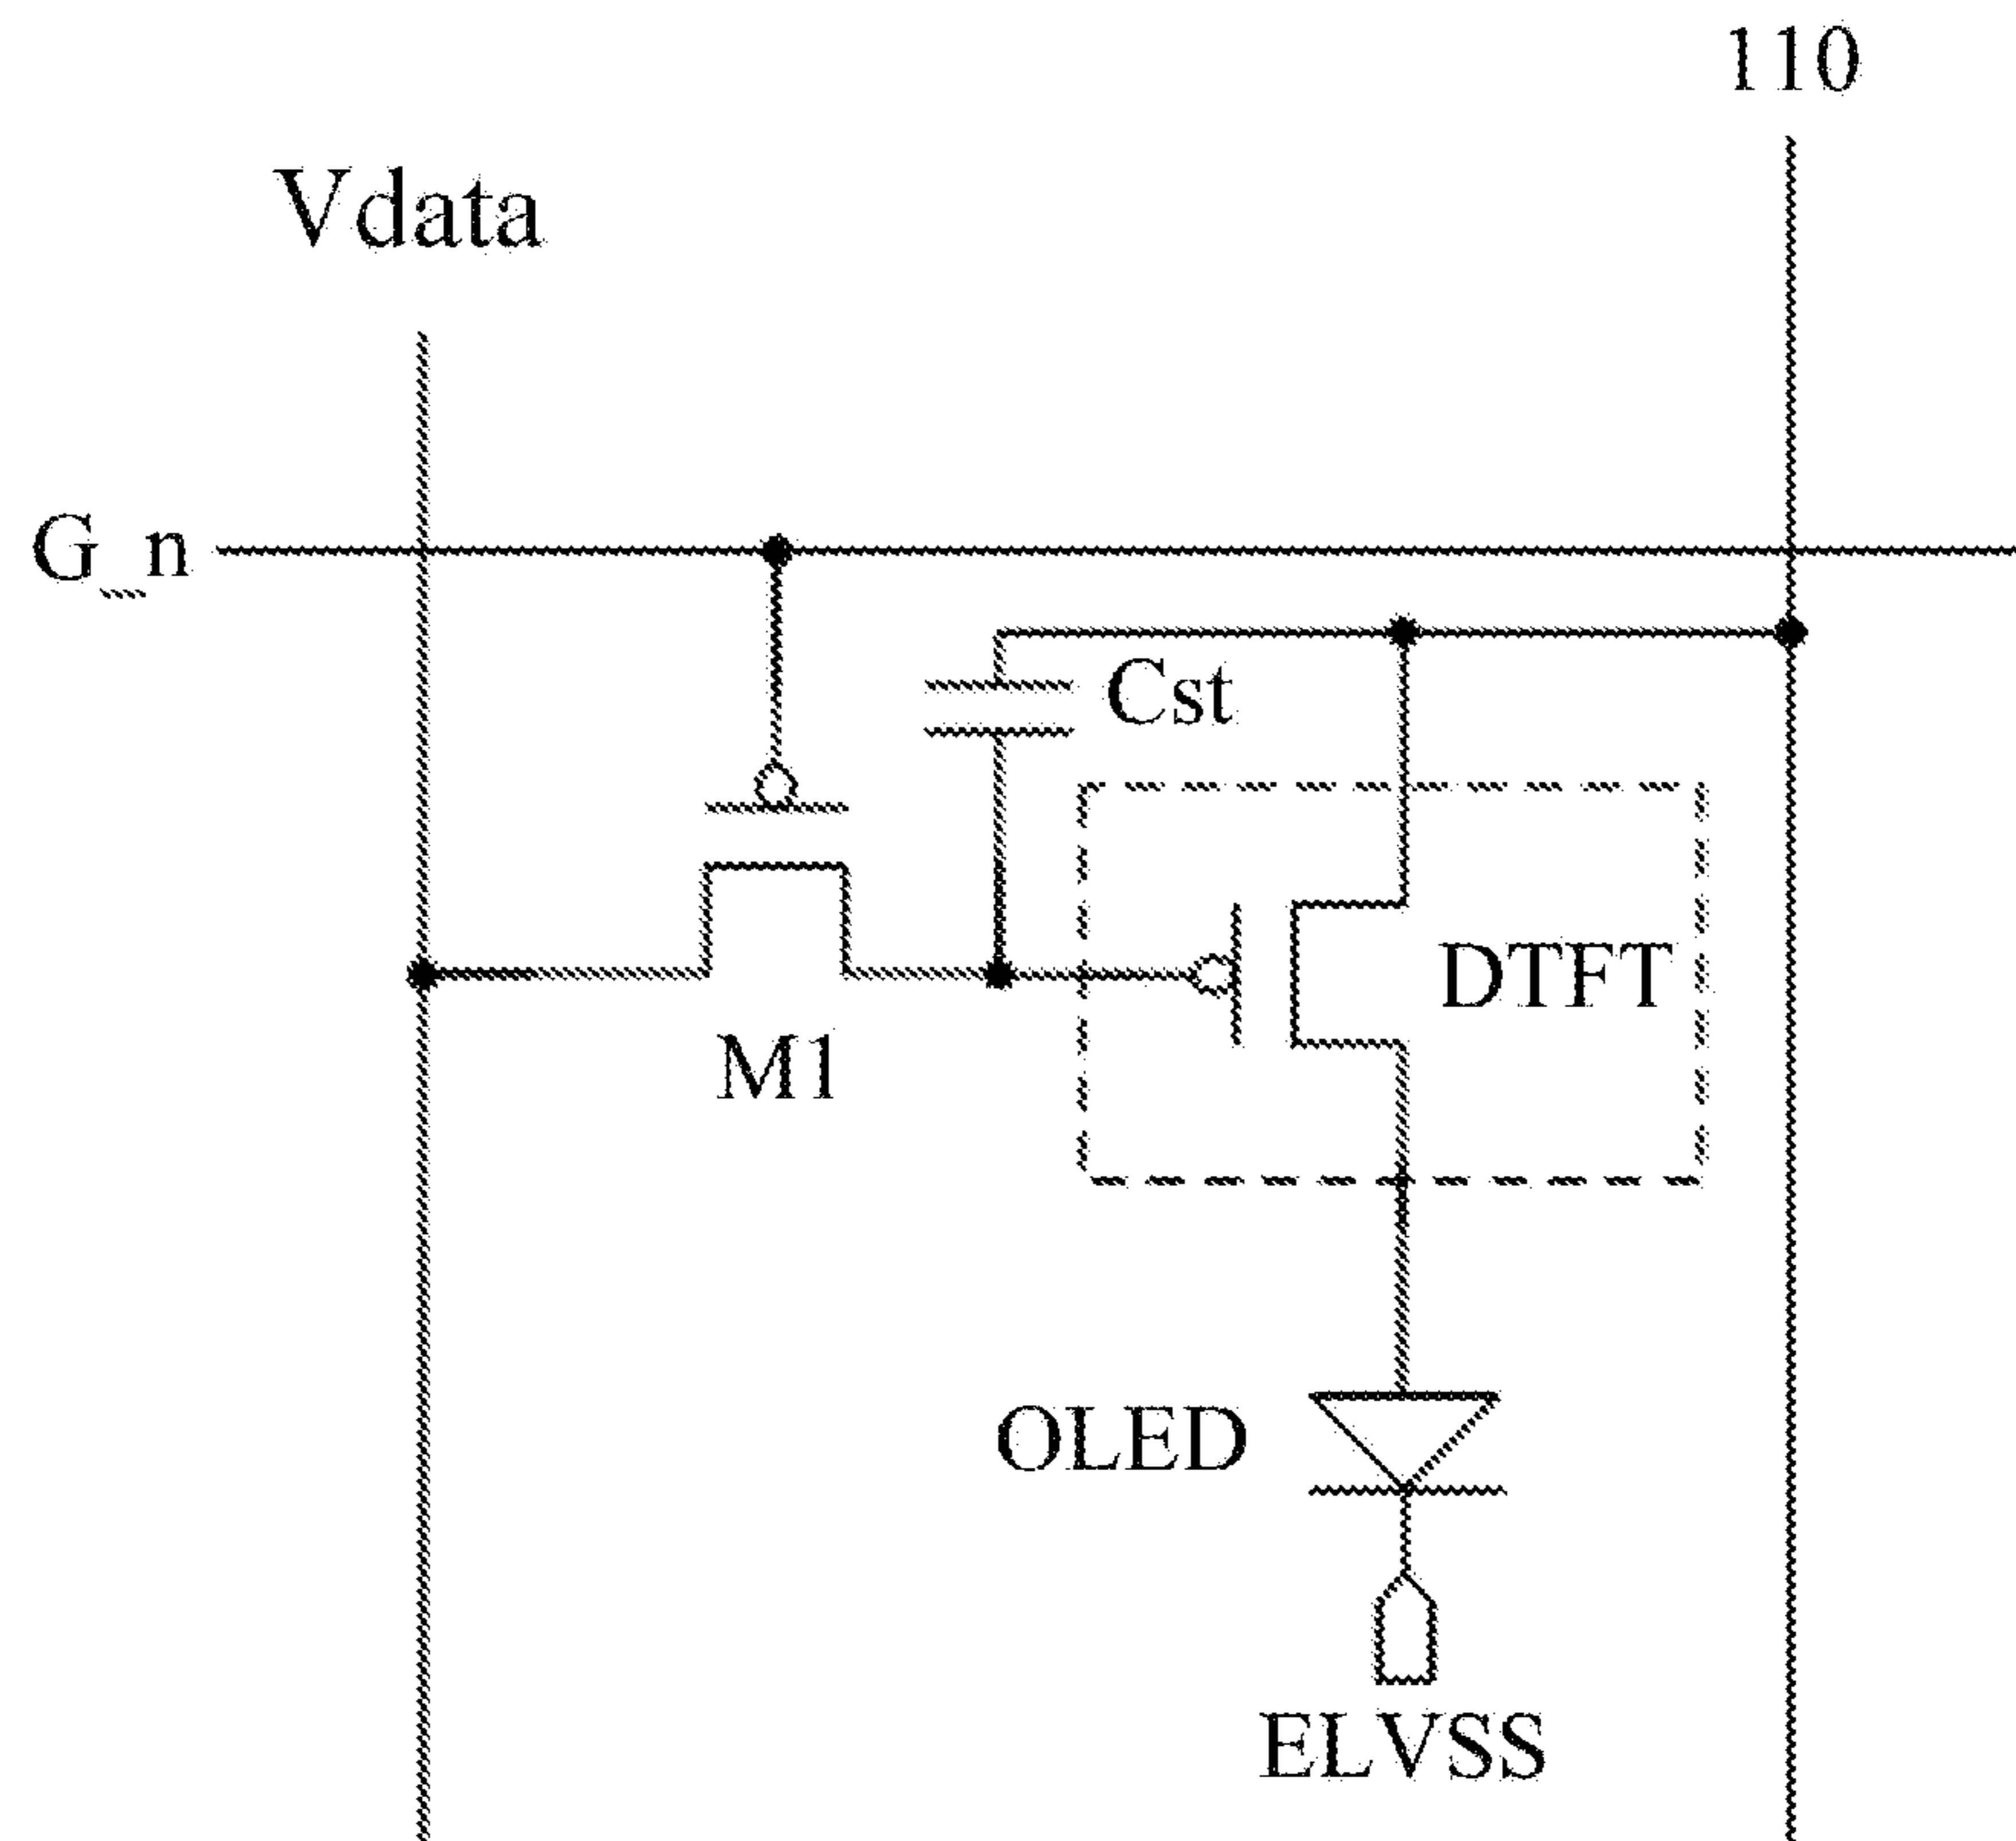 110
Vdata
G_n
Cst
DTFT
M1
OLED
ELVSS